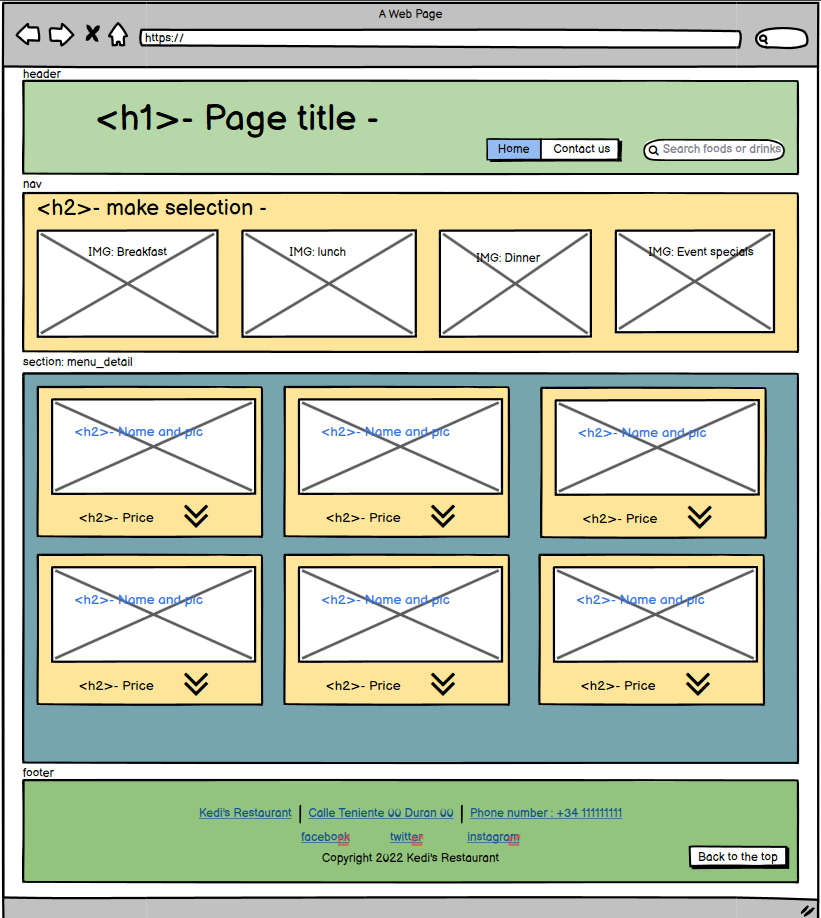 A Web Page
https://
header
<h1>- Page title -
Home Contact us Search foods or drinks
nav
<h2>- make selection -
IMG: Breakfast IMG: lunch IMG: Dinner IMG: Event specials
section: menu_detail
<h2>- Name and pic <h2>- Name and pic <h2>- Name and pic
<h2>- Price <h2>- Price <h2>- Price
<h2>- Name and pic <h2>- Name and pic <h2>- Name and pic
<h2>- Price <h2>- Price <h2>- Price
footer
Kedi's Restaurant | Calle Teniente 00 Duran 00 | Phone number : +34 111111111
facebook twitter instagram
Copyright 2022 Kedi's Restaurant
Back to the top